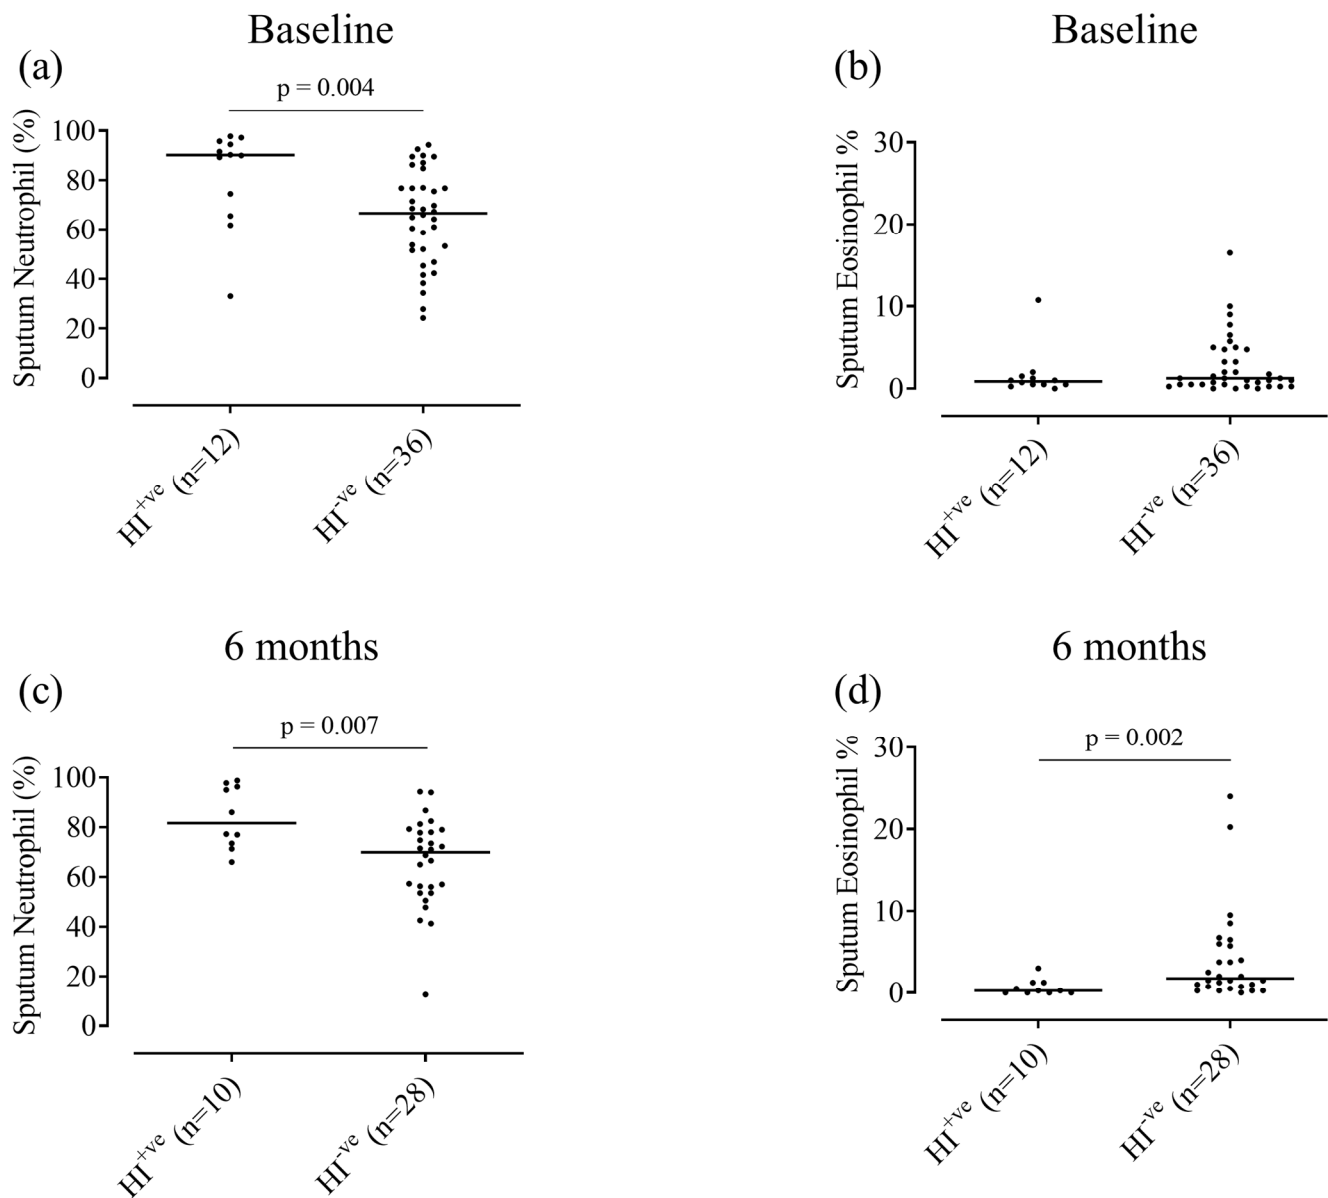 Baseline
(a)
p = 0.004
Sputum Neutrophil (%)
100
80
60
40
20
0
HI+ve (n=12)
HI-ve (n=36)
Baseline
(b)
Sputum Eosinophil %
30
20
10
0
HI+ve (n=12)
HI-ve (n=36)
6 months
(c)
p = 0.007
Sputum Neutrophil (%)
100
80
60
40
20
0
HI+ve (n=10)
HI-ve (n=28)
6 months
(d)
p = 0.002
Sputum Eosinophil %
30
20
10
0
HI+ve (n=10)
HI-ve (n=28)